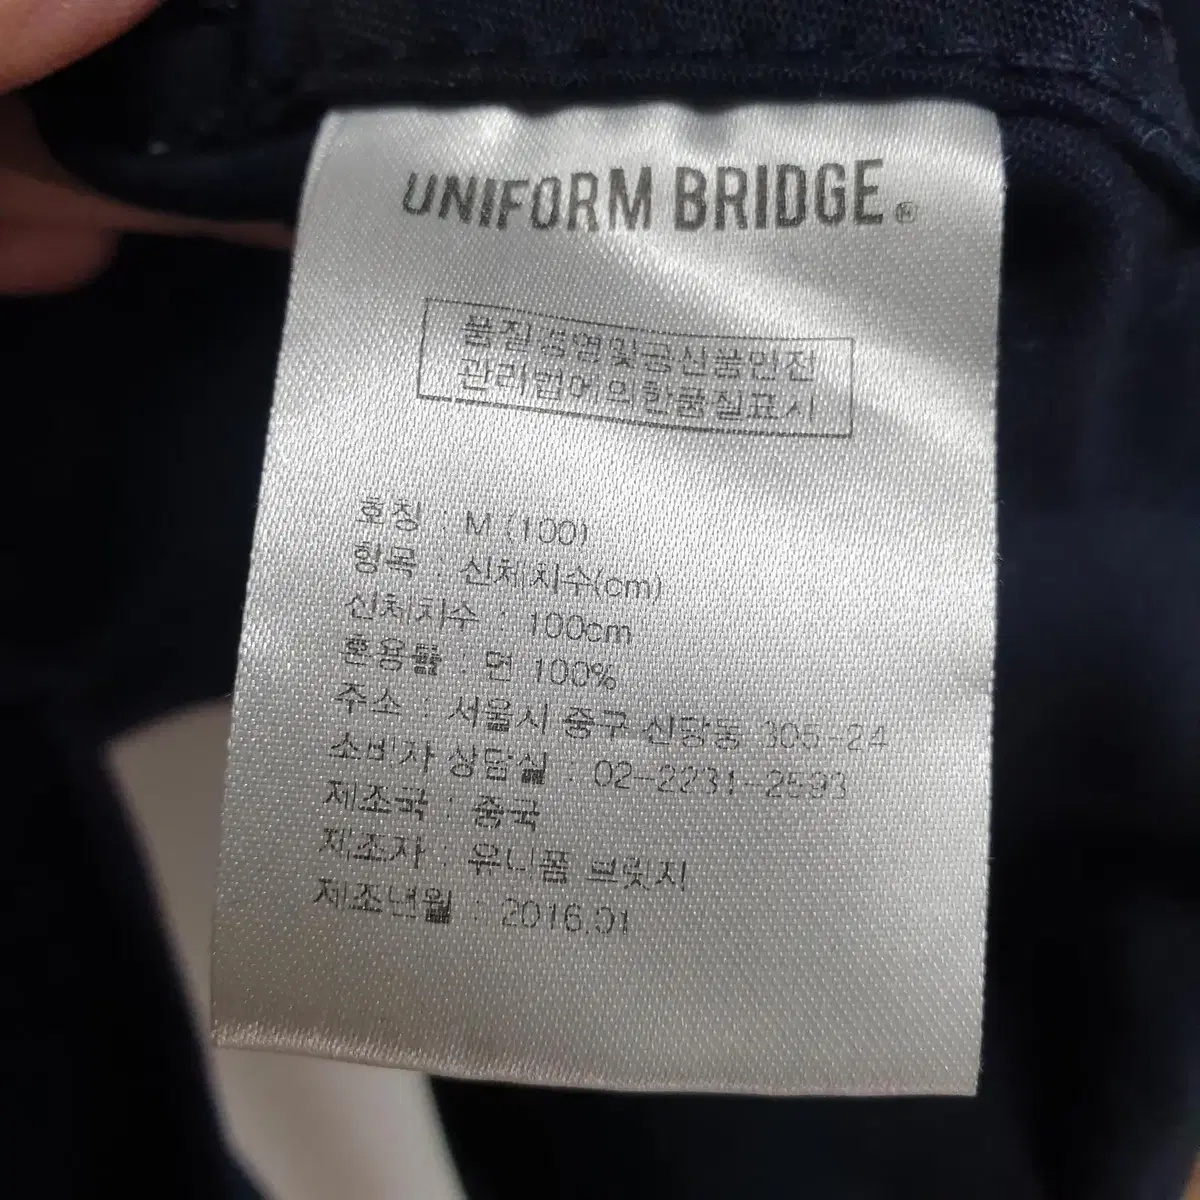 UNIFORM BRIDGE®
품질경영및공산품안전
관리법에의한품질표시
호칭 : M (100)
항목 : 신체치수(cm)
신체치수 : 100cm
혼용률 : 면 100%
주소 : 서울시 중구 신당동 305-24
소비자 상담실 : 02-2231-2593
제조국 : 중국
제조자 : 유니폼 브릿지
제조년월 : 2016.01